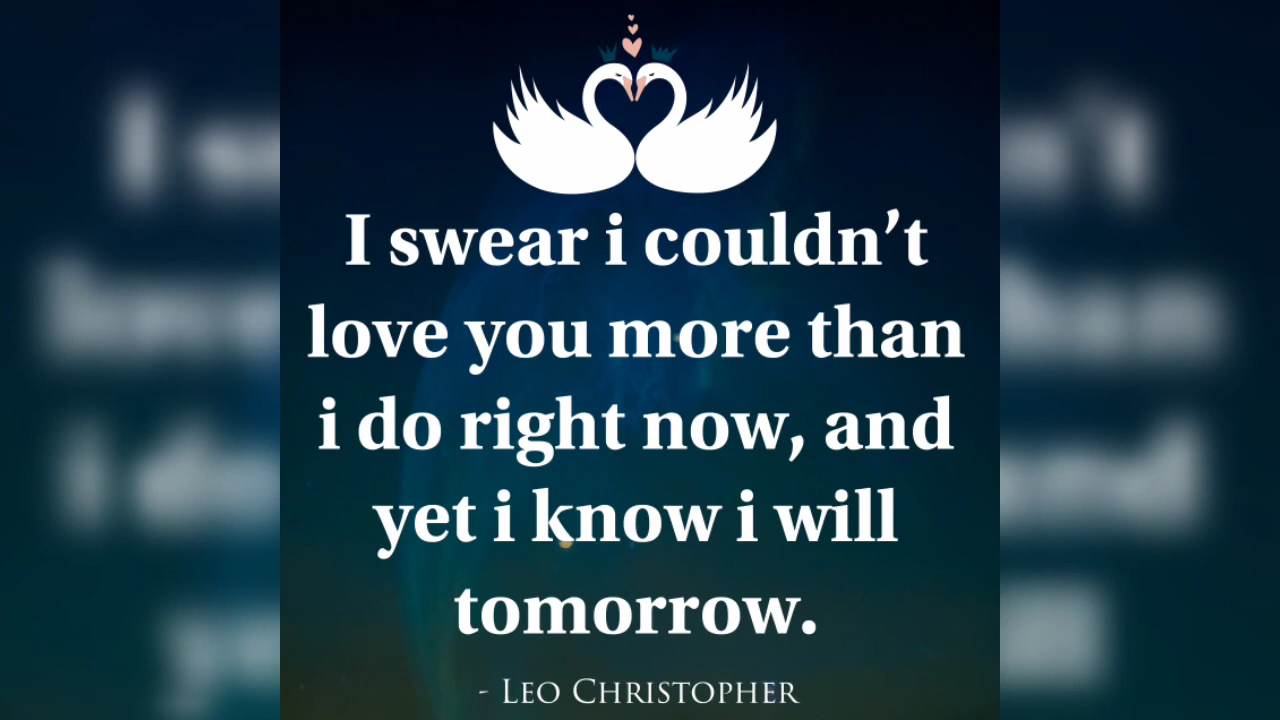 I swear i couldn’t
love you more than
i do right now, and
yet i know i will
tomorrow.
- Leo Christopher